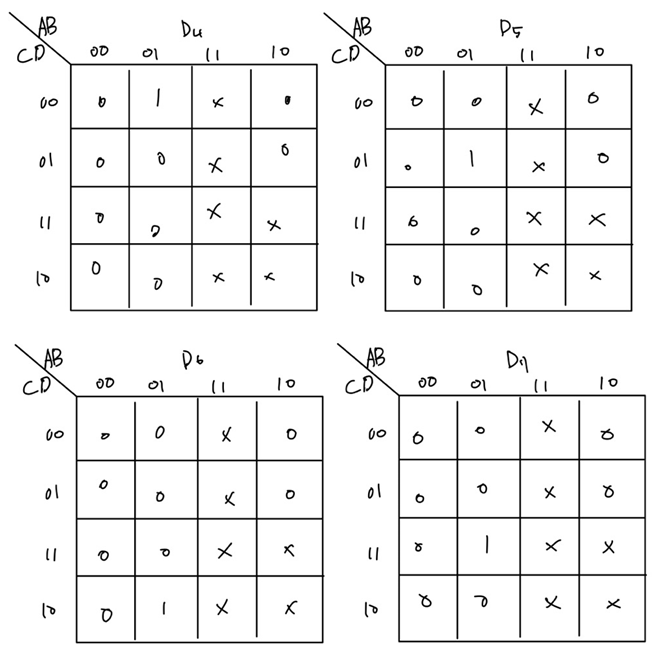 AB D4
CD 00 01 11 10
00 0 1 x 0
01 0 0 x 0
11 0 0 x x
10 0 0 x x
AB D5
CD 00 01 11 10
00 0 0 x 0
01 0 1 x 0
11 0 0 x x
10 0 0 x x
AB D6
CD 00 01 11 10
00 0 0 x 0
01 0 0 x 0
11 0 0 x x
10 0 1 x x
AB D7
CD 00 01 11 10
00 0 0 x 0
01 0 0 x 0
11 0 1 x x
10 0 0 x x